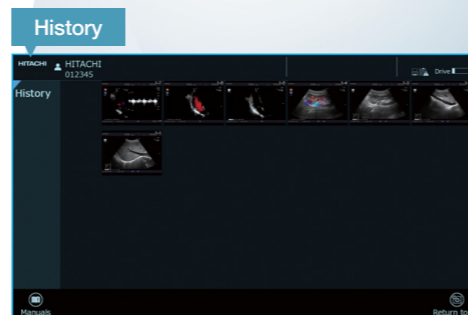 History
HITACHI
HITACHI
012345
Drive
History
Manuals
Return to